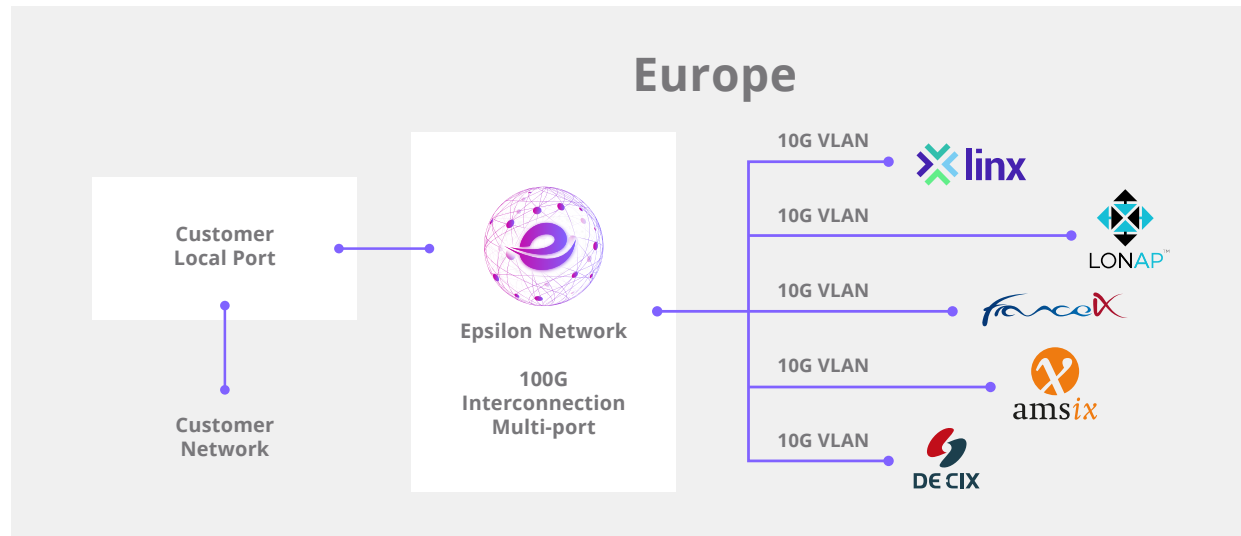 Europe
Customer
Local Port
Customer
Network
Epsilon Network
100G
Interconnection
Multi-port
10G VLAN
linx
10G VLAN
LONAP™
10G VLAN
franceIX
10G VLAN
amsix
10G VLAN
DE CIX